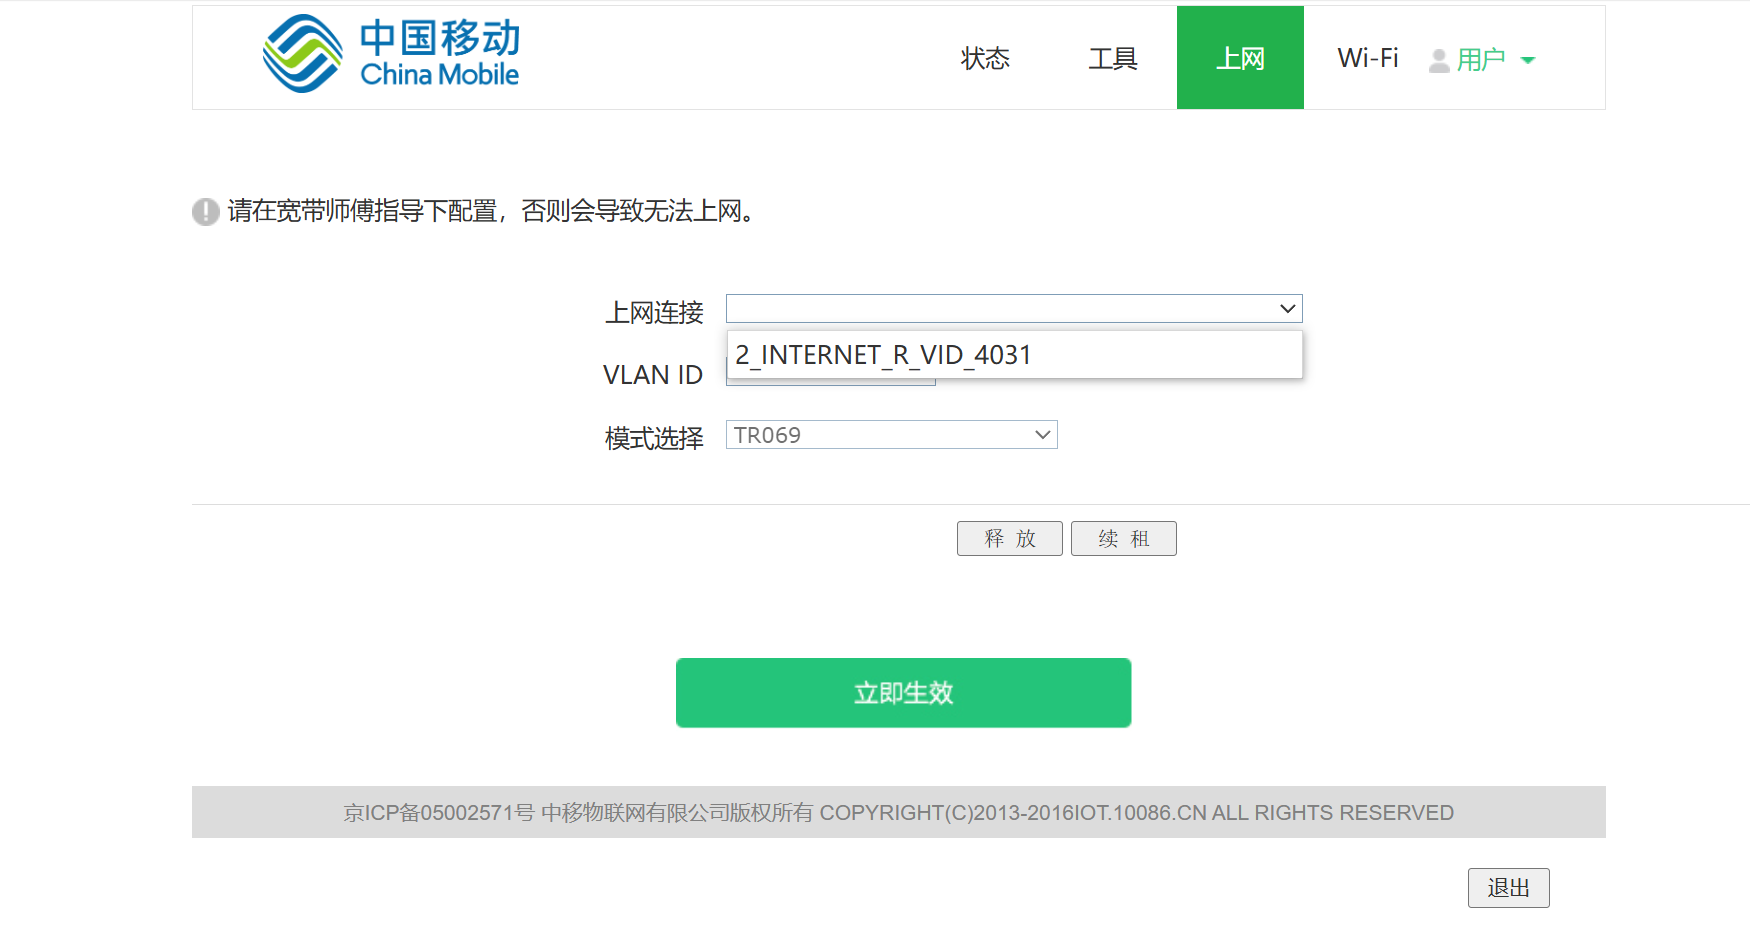 中国移动
China Mobile
状态 工具 上网 Wi-Fi 用户
请在宽带师傅指导下配置，否则会导致无法上网。
上网连接
2_INTERNET_R_VID_4031
VLAN ID
模式选择 TR069
释 放 续 租
立即生效
京ICP备05002571号 中移物联网有限公司版权所有 COPYRIGHT(C)2013-2016IOT.10086.CN ALL RIGHTS RESERVED
退出